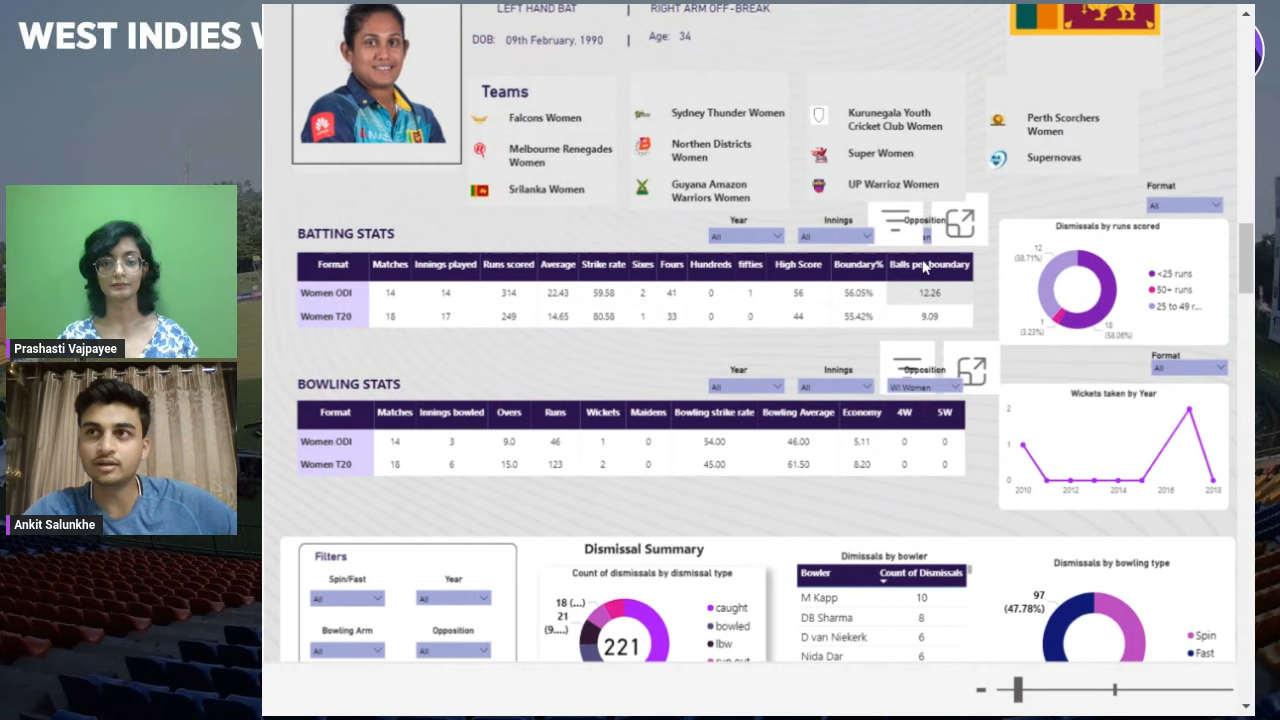 WEST INDIES
LEFT HAND BAT | RIGHT ARM OFF-BREAK
DOB: 09th February, 1990 | Age: 34
Teams
Falcons Women
Melbourne Renegades
Women
Srilanka Women
Sydney Thunder Women
Northen Districts
Women
Guyana Amazon
Warriors Women
Kurunegala Youth
Cricket Club Women
Super Women
UP Warrioz Women
Perth Scorchers
Women
Supernovas
Format
All
BATTING STATS
Year Innings Opposition
All All
Format Matches Innings played Runs scored Average Strike rate Sixes Fours Hundreds fifties High Score Boundary% Balls per boundary
Women ODI 14 14 314 22.43 59.58 2 41 0 1 56 56.05% 12.26
Women T20 18 17 249 14.65 80.58 1 33 0 0 44 55.42% 9.09
Dismissals by runs scored
12
(38.71%)
1
(3.23%)
18
(58.06%)
<25 runs
50+ runs
25 to 49 r...
BOWLING STATS
Year Innings Opposition
All All WI Women
Format Matches Innings bowled Overs Runs Wickets Maidens Bowling strike rate Bowling Average Economy 4W 5W
Women ODI 14 3 9.0 46 1 0 54.00 46.00 5.11 0 0
Women T20 18 6 15.0 123 2 0 45.00 61.50 8.20 0 0
Format
All
Wickets taken by Year
2
1
0
2010 2012 2014 2016 2018
Filters
Spin/Fast Year
All All
Bowling Arm Opposition
All All
Dismissal Summary
Count of dismissals by dismissal type
18 (...)
21
(9....)
221
caught
bowled
lbw
run out
Dimissals by bowler
Bowler Count of Dismissals
M Kapp 10
DB Sharma 8
D van Niekerk 6
Nida Dar 6
Dismissals by bowling type
97
(47.78%)
Spin
Fast
Prashasti Vajpayee
Ankit Salunkhe